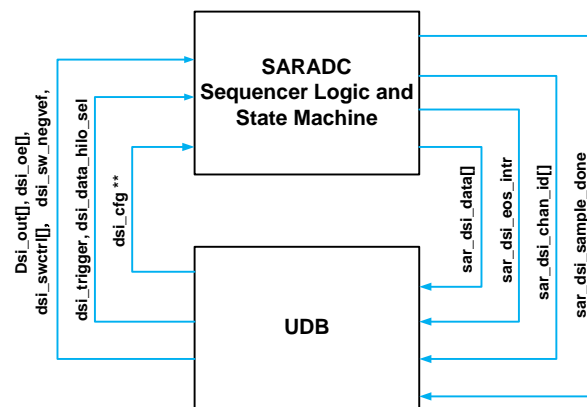 SARADC
Sequencer Logic and
State Machine
Dsi_out[], dsi_oe[],
dsi_swctrl[], dsi_sw_negvef,
dsi_trigger, dsi_data_hilo_sel
dsi_cfg **
sar_dsi_data[]
sar_dsi_eos_intr
sar_dsi_chan_id[]
sar_dsi_sample_done
UDB